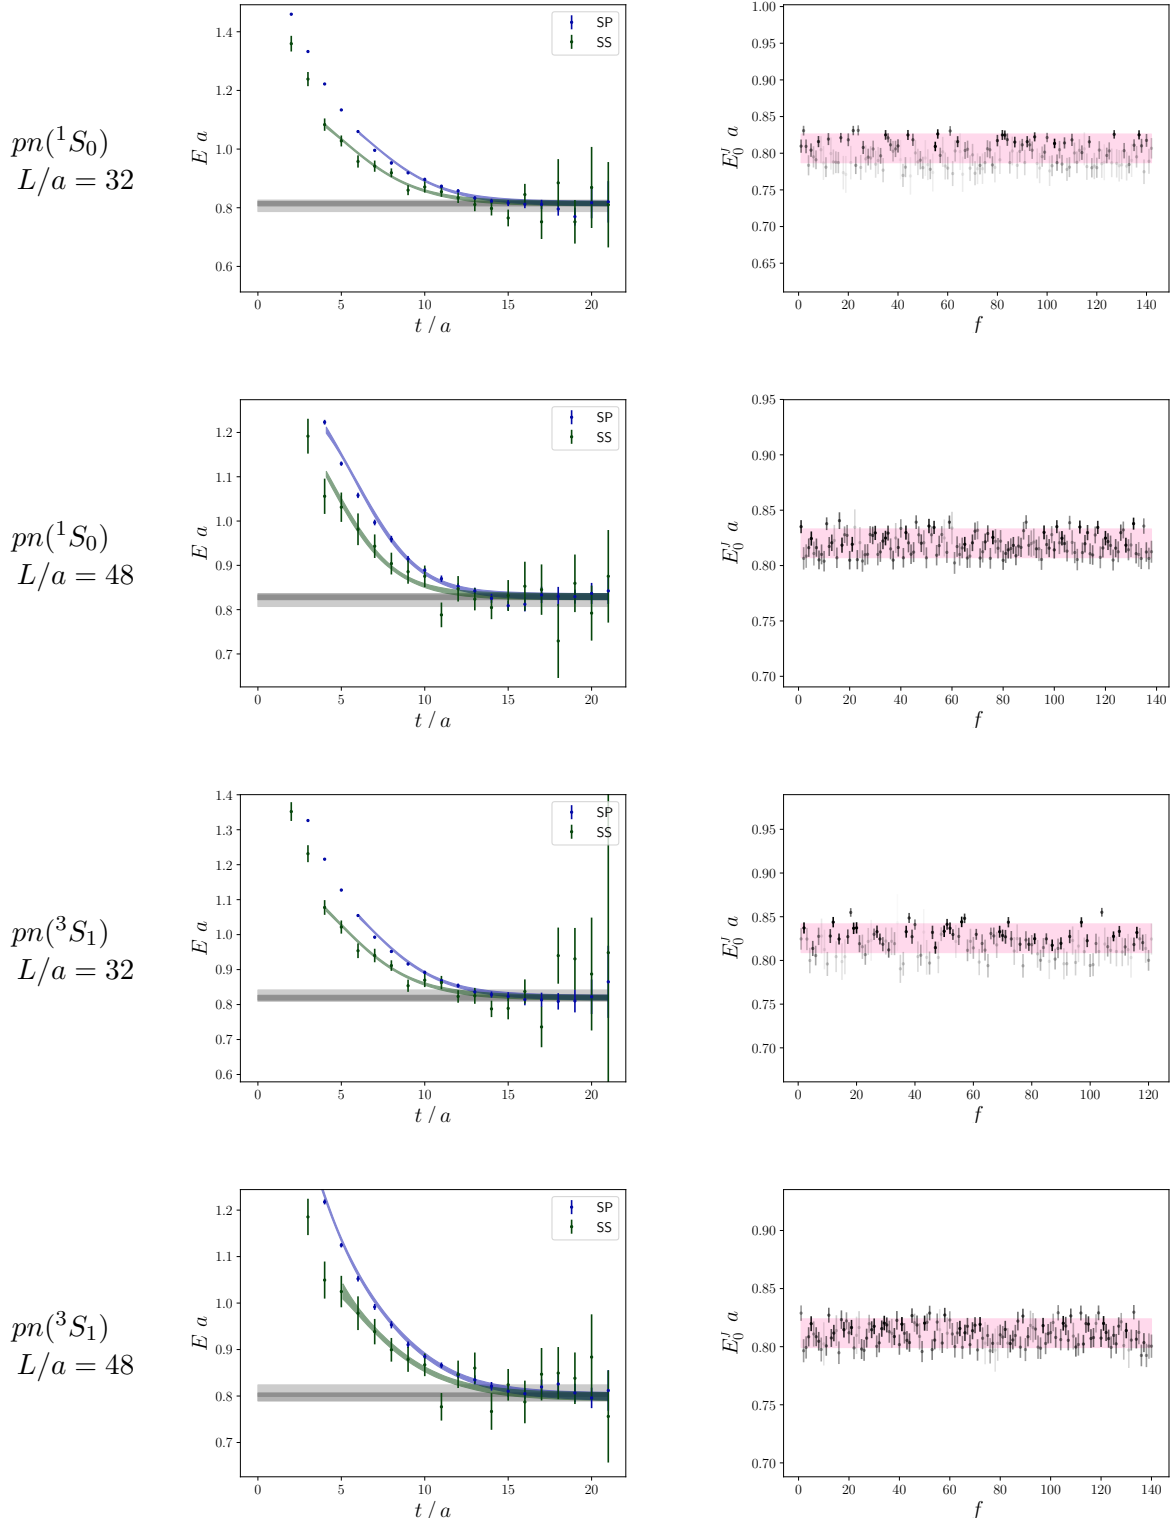 pn(¹S₀)
L/a = 32
E a
1.4
1.2
1.0
0.8
0.6
0 5 10 15 20
t / a
SP
SS
E₀ᶠ a
1.00
0.95
0.90
0.85
0.80
0.75
0.70
0.65
0 20 40 60 80 100 120 140
f
pn(¹S₀)
L/a = 48
E a
1.2
1.1
1.0
0.9
0.8
0.7
0 5 10 15 20
t / a
SP
SS
E₀ᶠ a
0.95
0.90
0.85
0.80
0.75
0.70
0 20 40 60 80 100 120 140
f
pn(³S₁)
L/a = 32
E a
1.4
1.3
1.2
1.1
1.0
0.9
0.8
0.7
0.6
0 5 10 15 20
t / a
SP
SS
E₀ᶠ a
0.95
0.90
0.85
0.80
0.75
0.70
0 20 40 60 80 100 120
f
pn(³S₁)
L/a = 48
E a
1.2
1.1
1.0
0.9
0.8
0.7
0 5 10 15 20
t / a
SP
SS
E₀ᶠ a
0.90
0.85
0.80
0.75
0.70
0 20 40 60 80 100 120 140
f